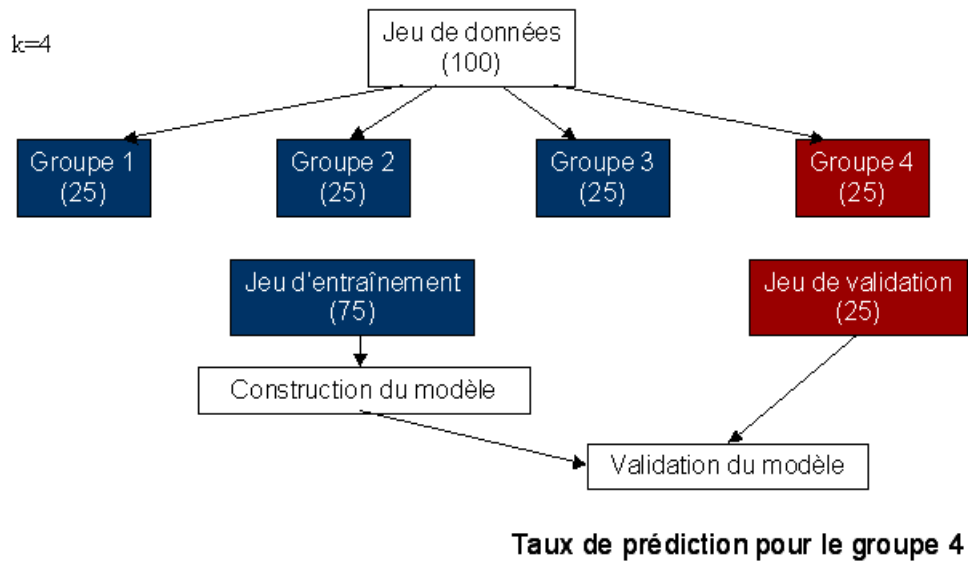 k=4
Jeu de données
(100)
Groupe 1
(25)
Groupe 2
(25)
Groupe 3
(25)
Groupe 4
(25)
Jeu d'entraînement
(75)
Jeu de validation
(25)
Construction du modèle
Validation du modèle
Taux de prédiction pour le groupe 4